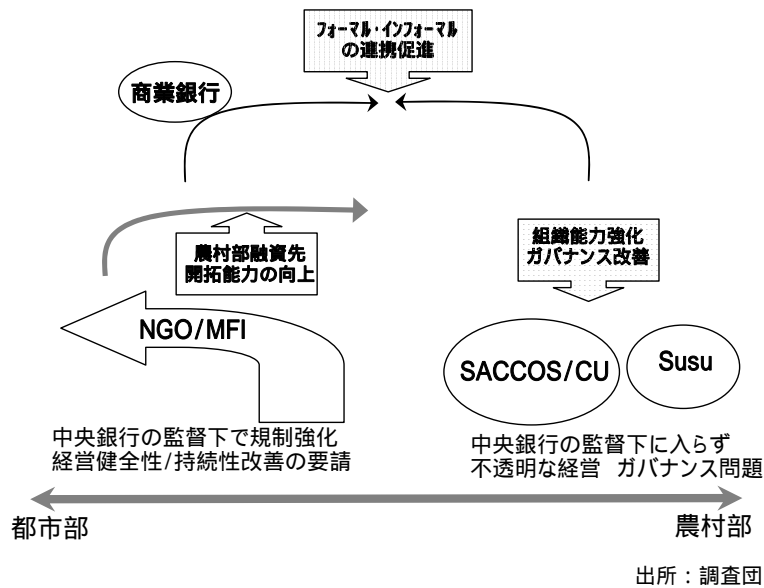 フォーマル・インフォーマル
の連携促進
商業銀行
農村部融資先
開拓能力の向上
組織能力強化
ガバナンス改善
NGO/MFI
SACCOS/CU
Susu
中央銀行の監督下で規制強化
経営健全性/持続性改善の要請
中央銀行の監督下に入らず
不透明な経営　ガバナンス問題
都市部
農村部
出所：調査団